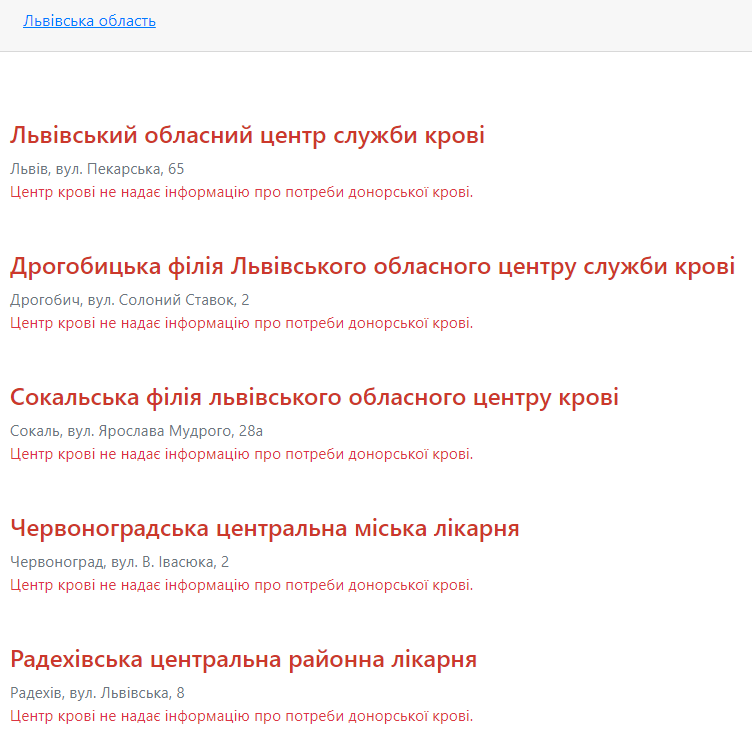 Львівська область
Львівський обласний центр служби крові
Львів, вул. Пекарська, 65
Центр крові не надає інформацію про потреби донорської крові.
Дрогобицька філія Львівського обласного центру служби крові
Дрогобич, вул. Солоний Ставок, 2
Центр крові не надає інформацію про потреби донорської крові.
Сокальська філія львівського обласного центру крові
Сокаль, вул. Ярослава Мудрого, 28а
Центр крові не надає інформацію про потреби донорської крові.
Червоноградська центральна міська лікарня
Червоноград, вул. В. Івасюка, 2
Центр крові не надає інформацію про потреби донорської крові.
Радехівська центральна районна лікарня
Радехів, вул. Львівська, 8
Центр крові не надає інформацію про потреби донорської крові.